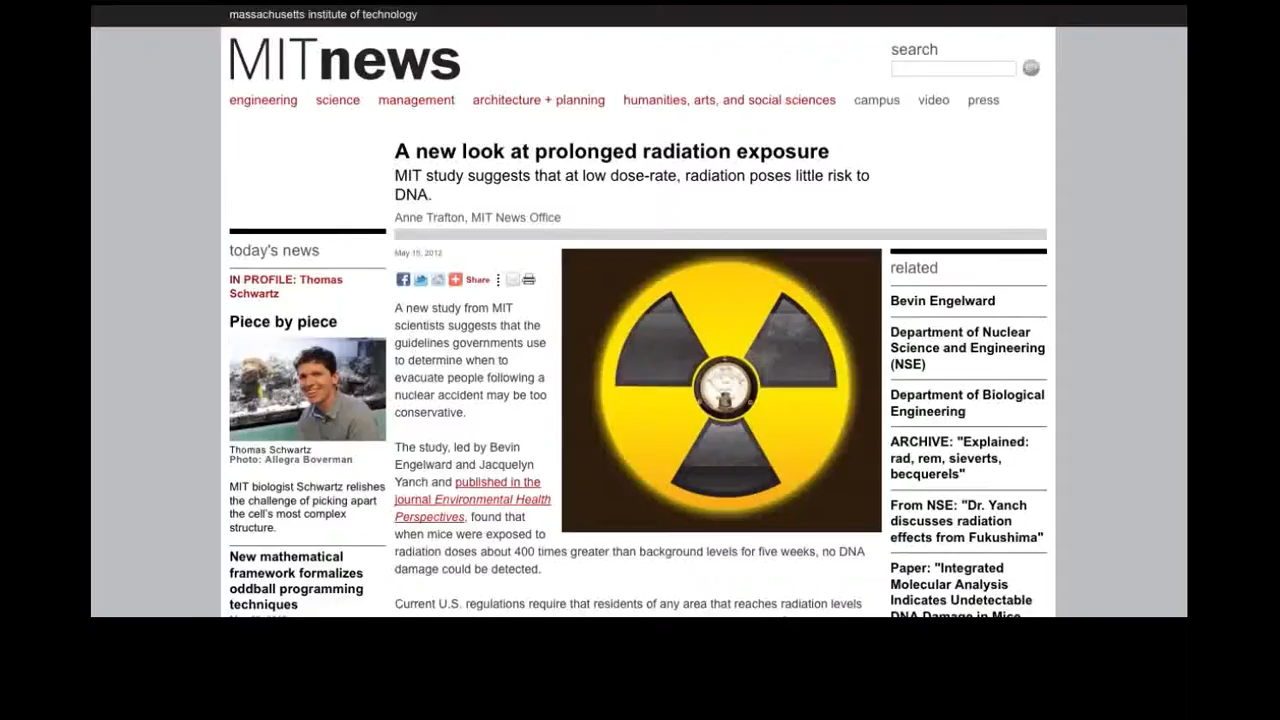 massachusetts institute of technology
MITnews
search
engineering science management architecture + planning humanities, arts, and social sciences campus video press
A new look at prolonged radiation exposure
MIT study suggests that at low dose-rate, radiation poses little risk to
DNA.
Anne Trafton, MIT News Office
today's news
IN PROFILE: Thomas
Schwartz
Piece by piece
Thomas Schwartz
Photo: Allegra Boverman
MIT biologist Schwartz relishes
the challenge of picking apart
the cell's most complex
structure.
New mathematical
framework formalizes
oddball programming
techniques
May 15, 2012
Share
A new study from MIT
scientists suggests that the
guidelines governments use
to determine when to
evacuate people following a
nuclear accident may be too
conservative.
The study, led by Bevin
Engelward and Jacquelyn
Yanch and published in the
journal Environmental Health
Perspectives, found that
when mice were exposed to
radiation doses about 400 times greater than background levels for five weeks, no DNA
damage could be detected.
Current U.S. regulations require that residents of any area that reaches radiation levels
related
Bevin Engelward
Department of Nuclear
Science and Engineering
(NSE)
Department of Biological
Engineering
ARCHIVE: "Explained:
rad, rem, sieverts,
becquerels"
From NSE: "Dr. Yanch
discusses radiation
effects from Fukushima"
Paper: "Integrated
Molecular Analysis
Indicates Undetectable
DNA Damage in Mice